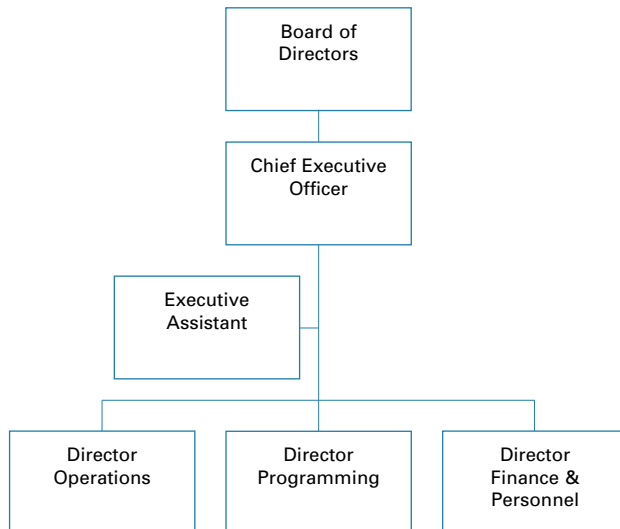 Board of
Directors
Chief Executive
Officer
Executive
Assistant
Director
Operations
Director
Programming
Director
Finance &
Personnel